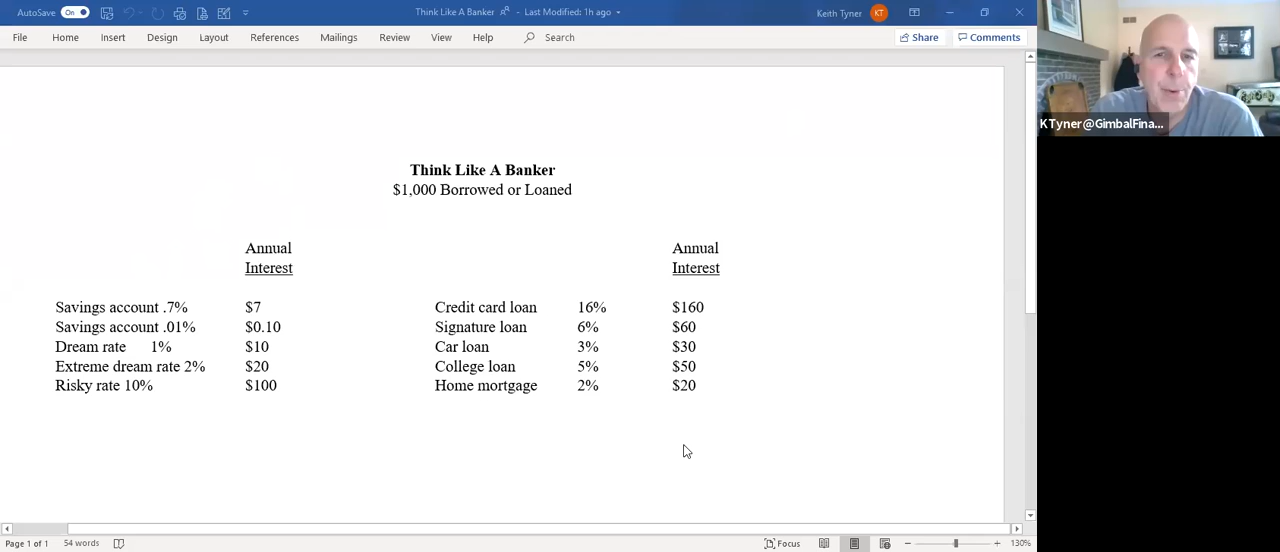 AutoSave On Think Like A Banker - Last Modified: 1h ago Keith Tyner KT
File Home Insert Design Layout References Mailings Review View Help Search Share Comments
KTyner@GimbalFina...
Think Like A Banker
$1,000 Borrowed or Loaned
Annual Annual
Interest Interest
Savings account .7% $7 Credit card loan 16% $160
Savings account .01% $0.10 Signature loan 6% $60
Dream rate 1% $10 Car loan 3% $30
Extreme dream rate 2% $20 College loan 5% $50
Risky rate 10% $100 Home mortgage 2% $20
Page 1 of 1 54 words Focus 130%